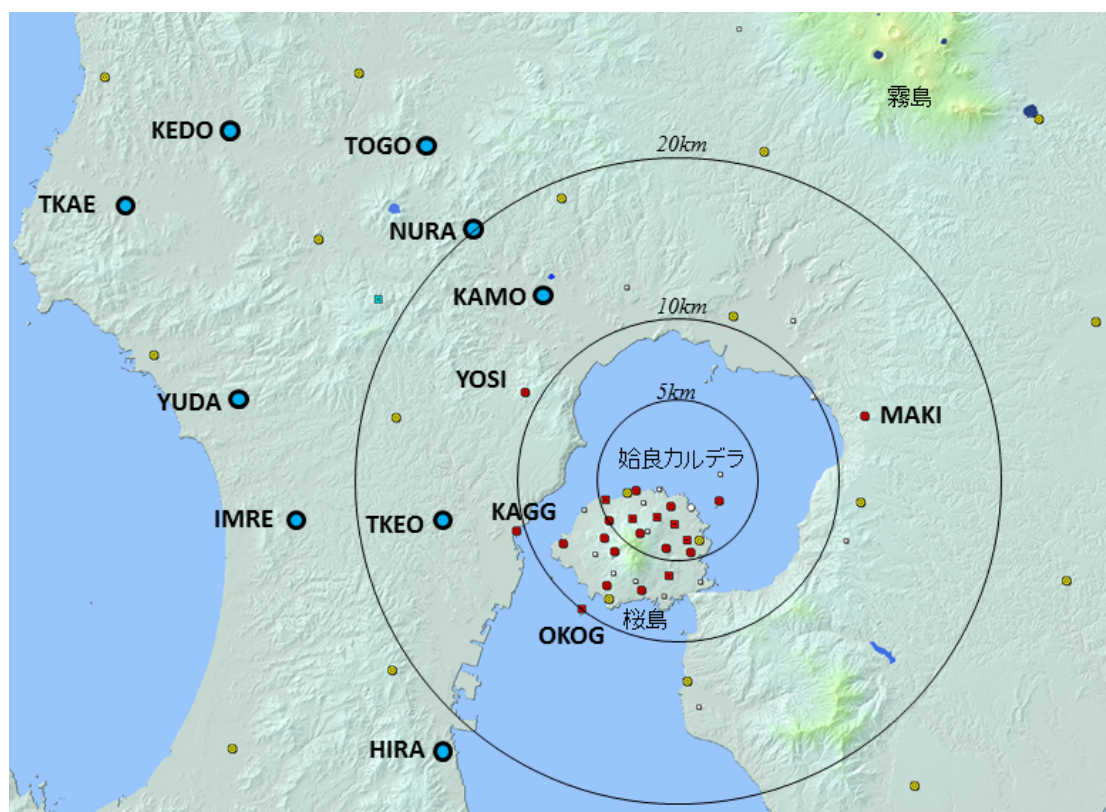 霧島
KEDO
TOGO
20km
TKAE
NURA
KAMO
10km
YOSI
5km
YUDA
MAKI
姶良カルデラ
IMRE
TKEO
KAGG
桜島
OKOG
HIRA